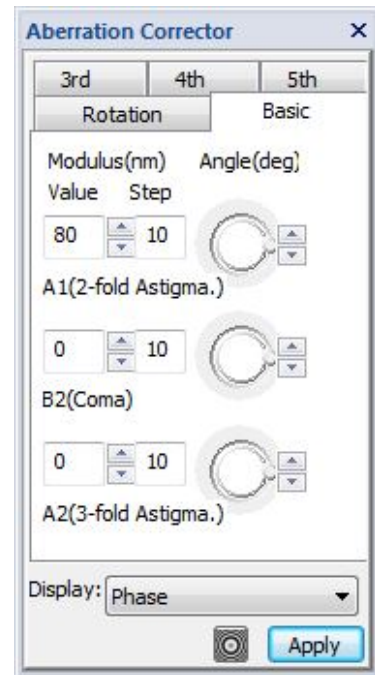 Aberration Corrector
3rd 4th 5th
Rotation Basic
Modulus(nm) Angle(deg)
Value Step
80 10
A1(2-fold Astigma.)
0 10
B2(Coma)
0 10
A2(3-fold Astigma.)
Display: Phase
Apply